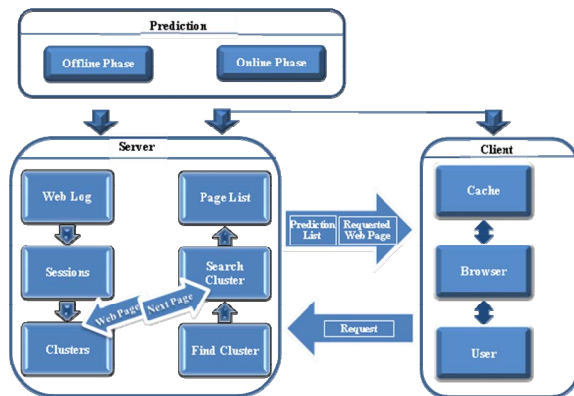 Prediction
Offline Phase
Online Phase
Server
Client
Web Log
Page List
Cache
Prediction
List
Requested
Web Page
Sessions
Search
Cluster
Browser
Web Page
Next Page
Request
Clusters
Find Cluster
User